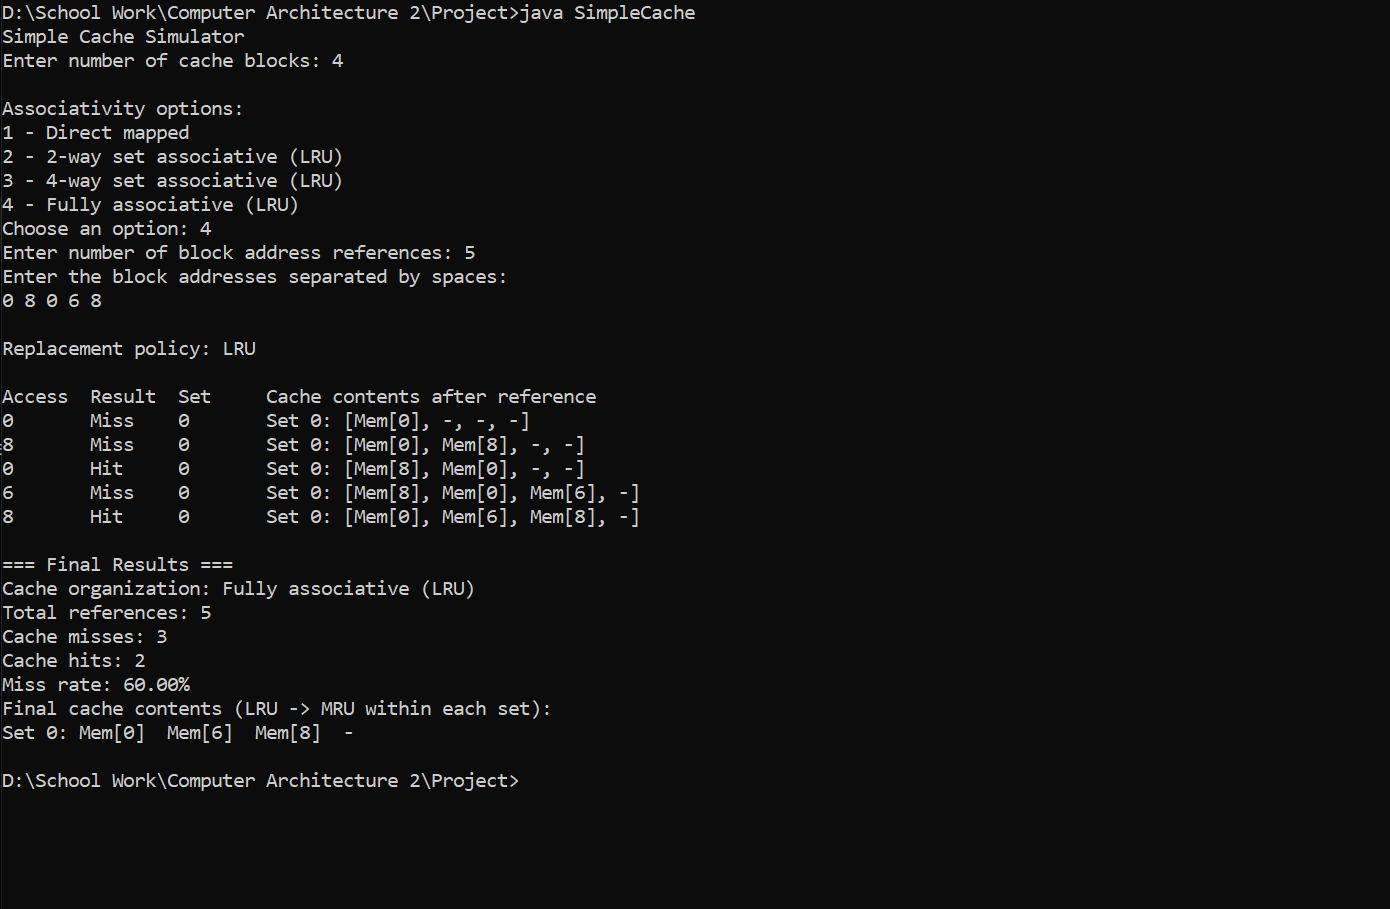 D:\School Work\Computer Architecture 2\Project>java SimpleCache
Simple Cache Simulator
Enter number of cache blocks: 4
Associativity options:
1 - Direct mapped
2 - 2-way set associative (LRU)
3 - 4-way set associative (LRU)
4 - Fully associative (LRU)
Choose an option: 4
Enter number of block address references: 5
Enter the block addresses separated by spaces:
0 8 0 6 8
Replacement policy: LRU
Access  Result  Set     Cache contents after reference
0       Miss    0       Set 0: [Mem[0], -, -, -]
8       Miss    0       Set 0: [Mem[0], Mem[8], -, -]
0       Hit     0       Set 0: [Mem[8], Mem[0], -, -]
6       Miss    0       Set 0: [Mem[8], Mem[0], Mem[6], -]
8       Hit     0       Set 0: [Mem[0], Mem[6], Mem[8], -]
=== Final Results ===
Cache organization: Fully associative (LRU)
Total references: 5
Cache misses: 3
Cache hits: 2
Miss rate: 60.00%
Final cache contents (LRU -> MRU within each set):
Set 0: Mem[0]  Mem[6]  Mem[8]  -
D:\School Work\Computer Architecture 2\Project>